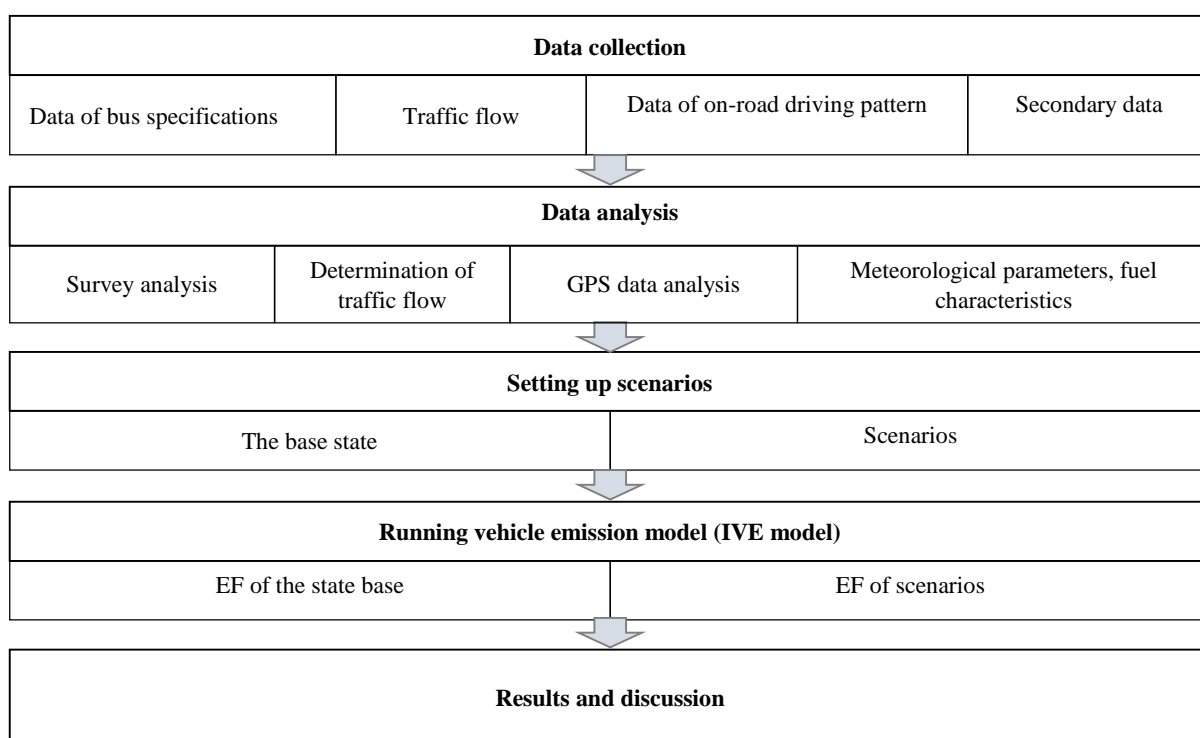 Data collection
Data of bus specifications
Traffic flow
Data of on-road driving pattern
Secondary data
Data analysis
Survey analysis
Determination of
traffic flow
GPS data analysis
Meteorological parameters, fuel
characteristics
Setting up scenarios
The base state
Scenarios
Running vehicle emission model (IVE model)
EF of the state base
EF of scenarios
Results and discussion